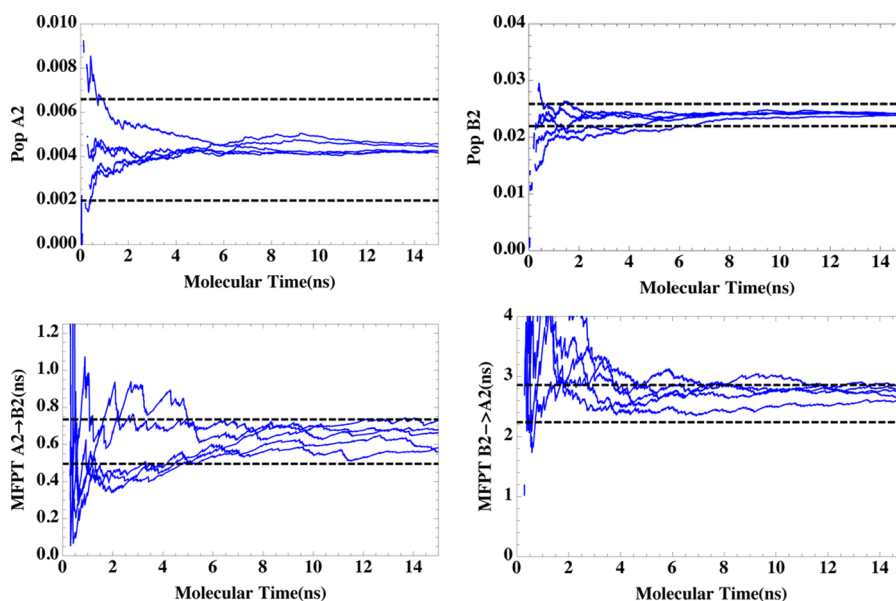 Pop A2
0.010
0.008
0.006
0.004
0.002
0.000
0 2 4 6 8 10 12 14
Molecular Time(ns)
Pop B2
0.04
0.03
0.02
0.01
0.00
0 2 4 6 8 10 12 14
Molecular Time(ns)
MFPT A2→B2(ns)
1.2
1.0
0.8
0.6
0.4
0.2
0.0
0 2 4 6 8 10 12 14
Molecular Time(ns)
MFPT B2−>A2(ns)
4
3
2
1
0
0 2 4 6 8 10 12 14
Molecular Time(ns)